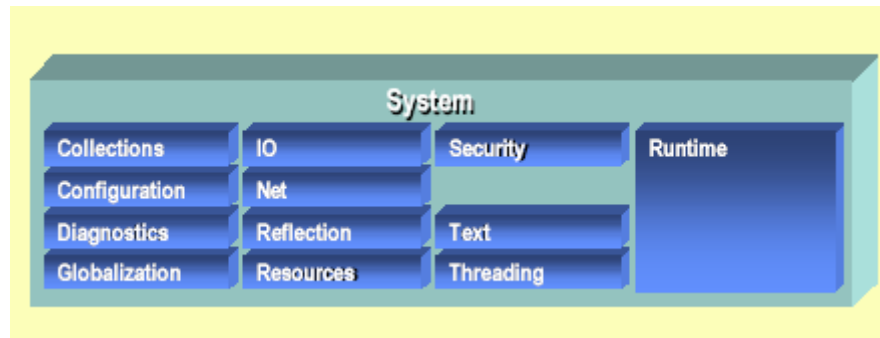 System
Collections
Configuration
Diagnostics
Globalization
IO
Net
Reflection
Resources
Security
Text
Threading
Runtime